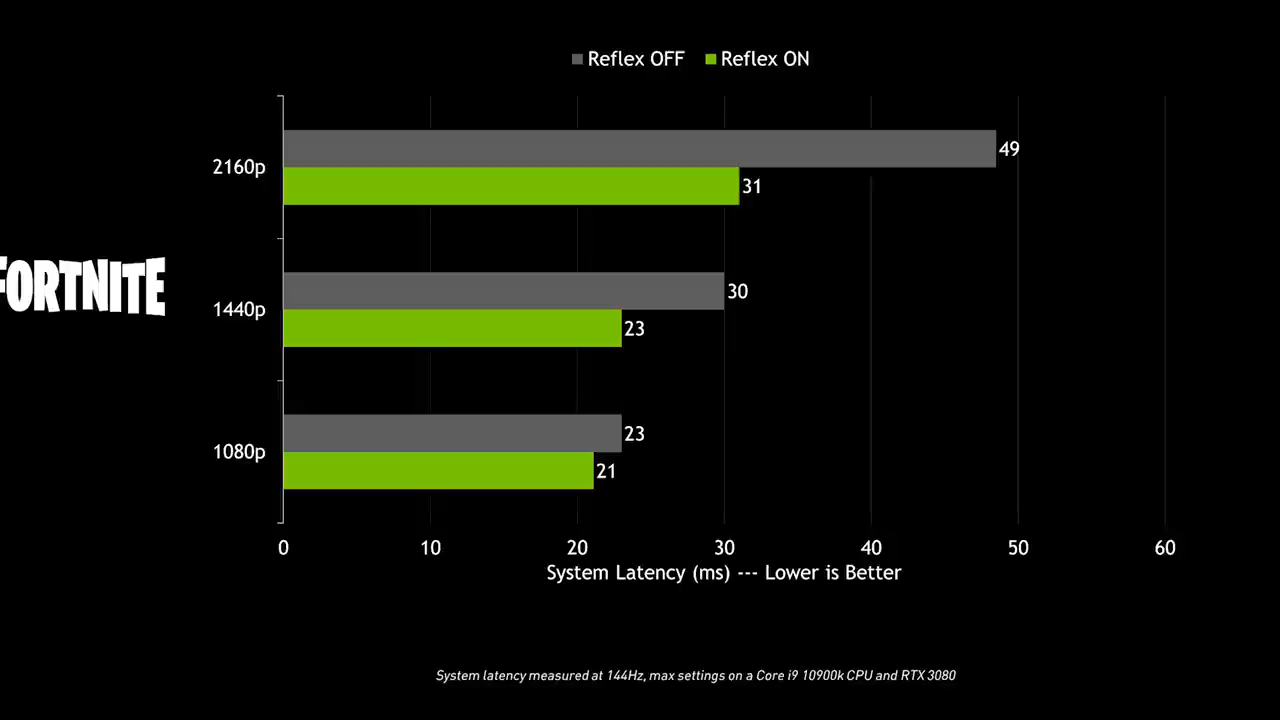 Reflex OFF Reflex ON
2160p 49
31
FORTNITE
1440p 30
23
1080p 23
21
0 10 20 30 40 50 60
System Latency (ms) --- Lower is Better
System latency measured at 144Hz, max settings on a Core i9 10900k CPU and RTX 3080